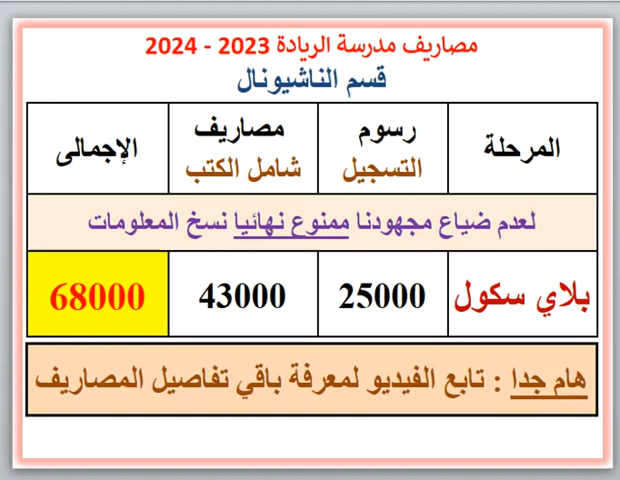 مصاريف مدرسة الريادة 2023 - 2024
قسم الناشيونال
المرحلة رسوم التسجيل مصاريف شامل الكتب الإجمالى
لعدم ضياع مجهودنا ممنوع نهائيا نسخ المعلومات
بلاي سكول 25000 43000 68000
هام جدا : تابع الفيديو لمعرفة باقي تفاصيل المصاريف